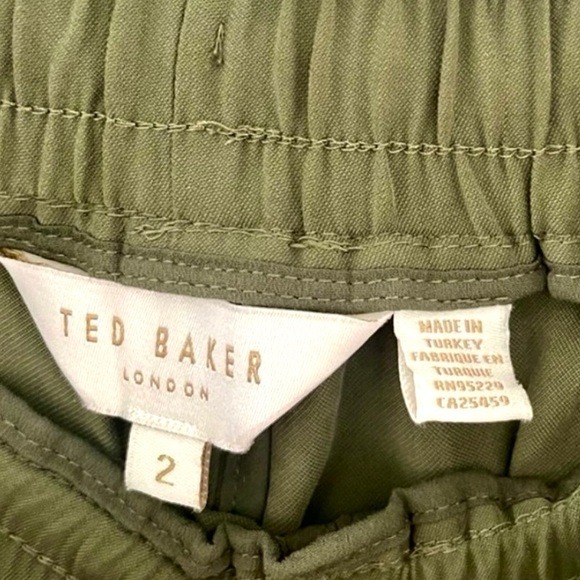 TED BAKER
LONDON
2
MADE IN
TURKEY
FABRIQUE EN
TURQUIE
RN95229
CA25459